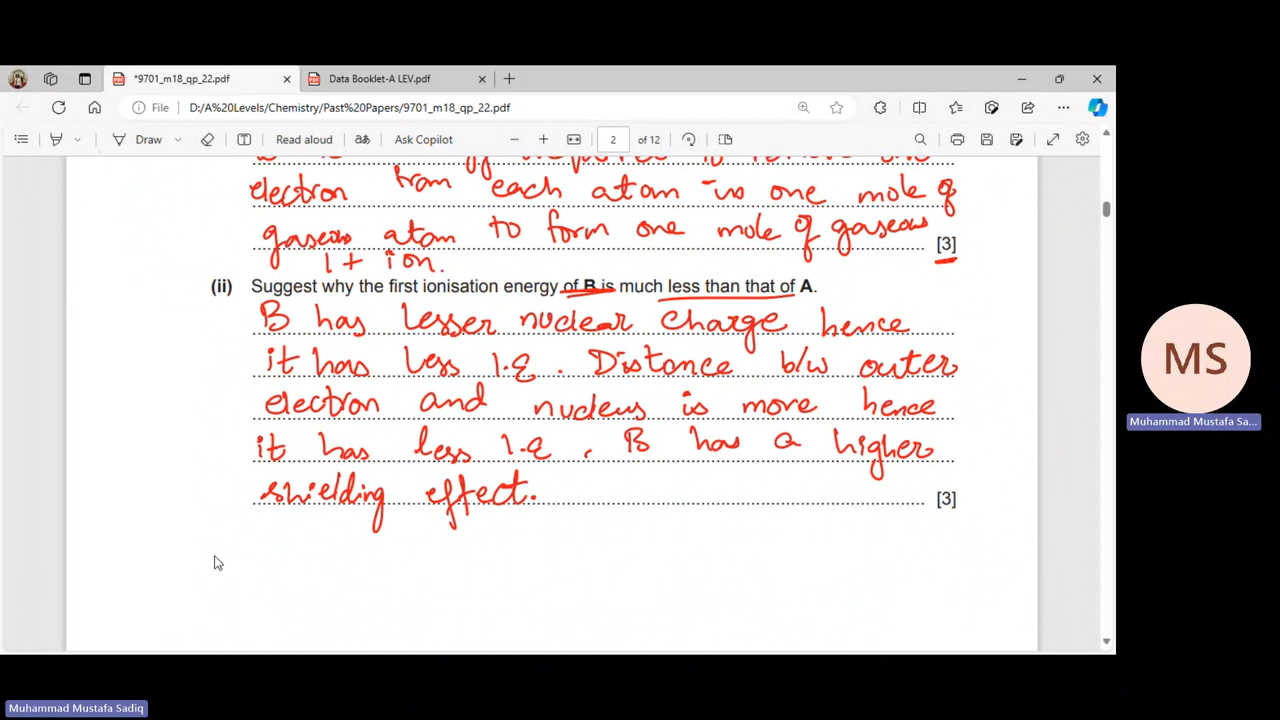 *9701_m18_qp_22.pdf
Data Booklet-A LEV.pdf
File D:/A%20Levels/Chemistry/Past%20Papers/9701_m18_qp_22.pdf
Draw Read aloud Ask Copilot 2 of 12
electron from each atom is one mole of
gaseous atom to form one mole of gaseous [3]
1+ ion.
(ii) Suggest why the first ionisation energy of B is much less than that of A.
B has lesser nuclear charge hence
it has less I.E. Distance b/w outer
electron and nucleus is more hence
it has less I.E. B has a higher
shielding effect. [3]
MS
Muhammad Mustafa Sa...
Muhammad Mustafa Sadiq